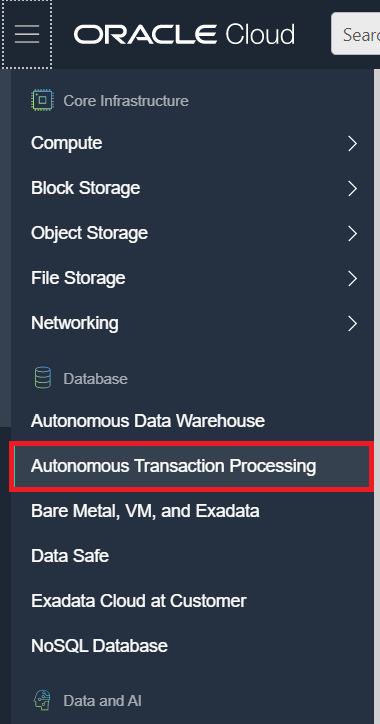 ORACLE Cloud
Searc
Core Infrastructure
Compute
Block Storage
Object Storage
File Storage
Networking
Database
Autonomous Data Warehouse
Autonomous Transaction Processing
Bare Metal, VM, and Exadata
Data Safe
Exadata Cloud at Customer
NoSQL Database
Data and AI